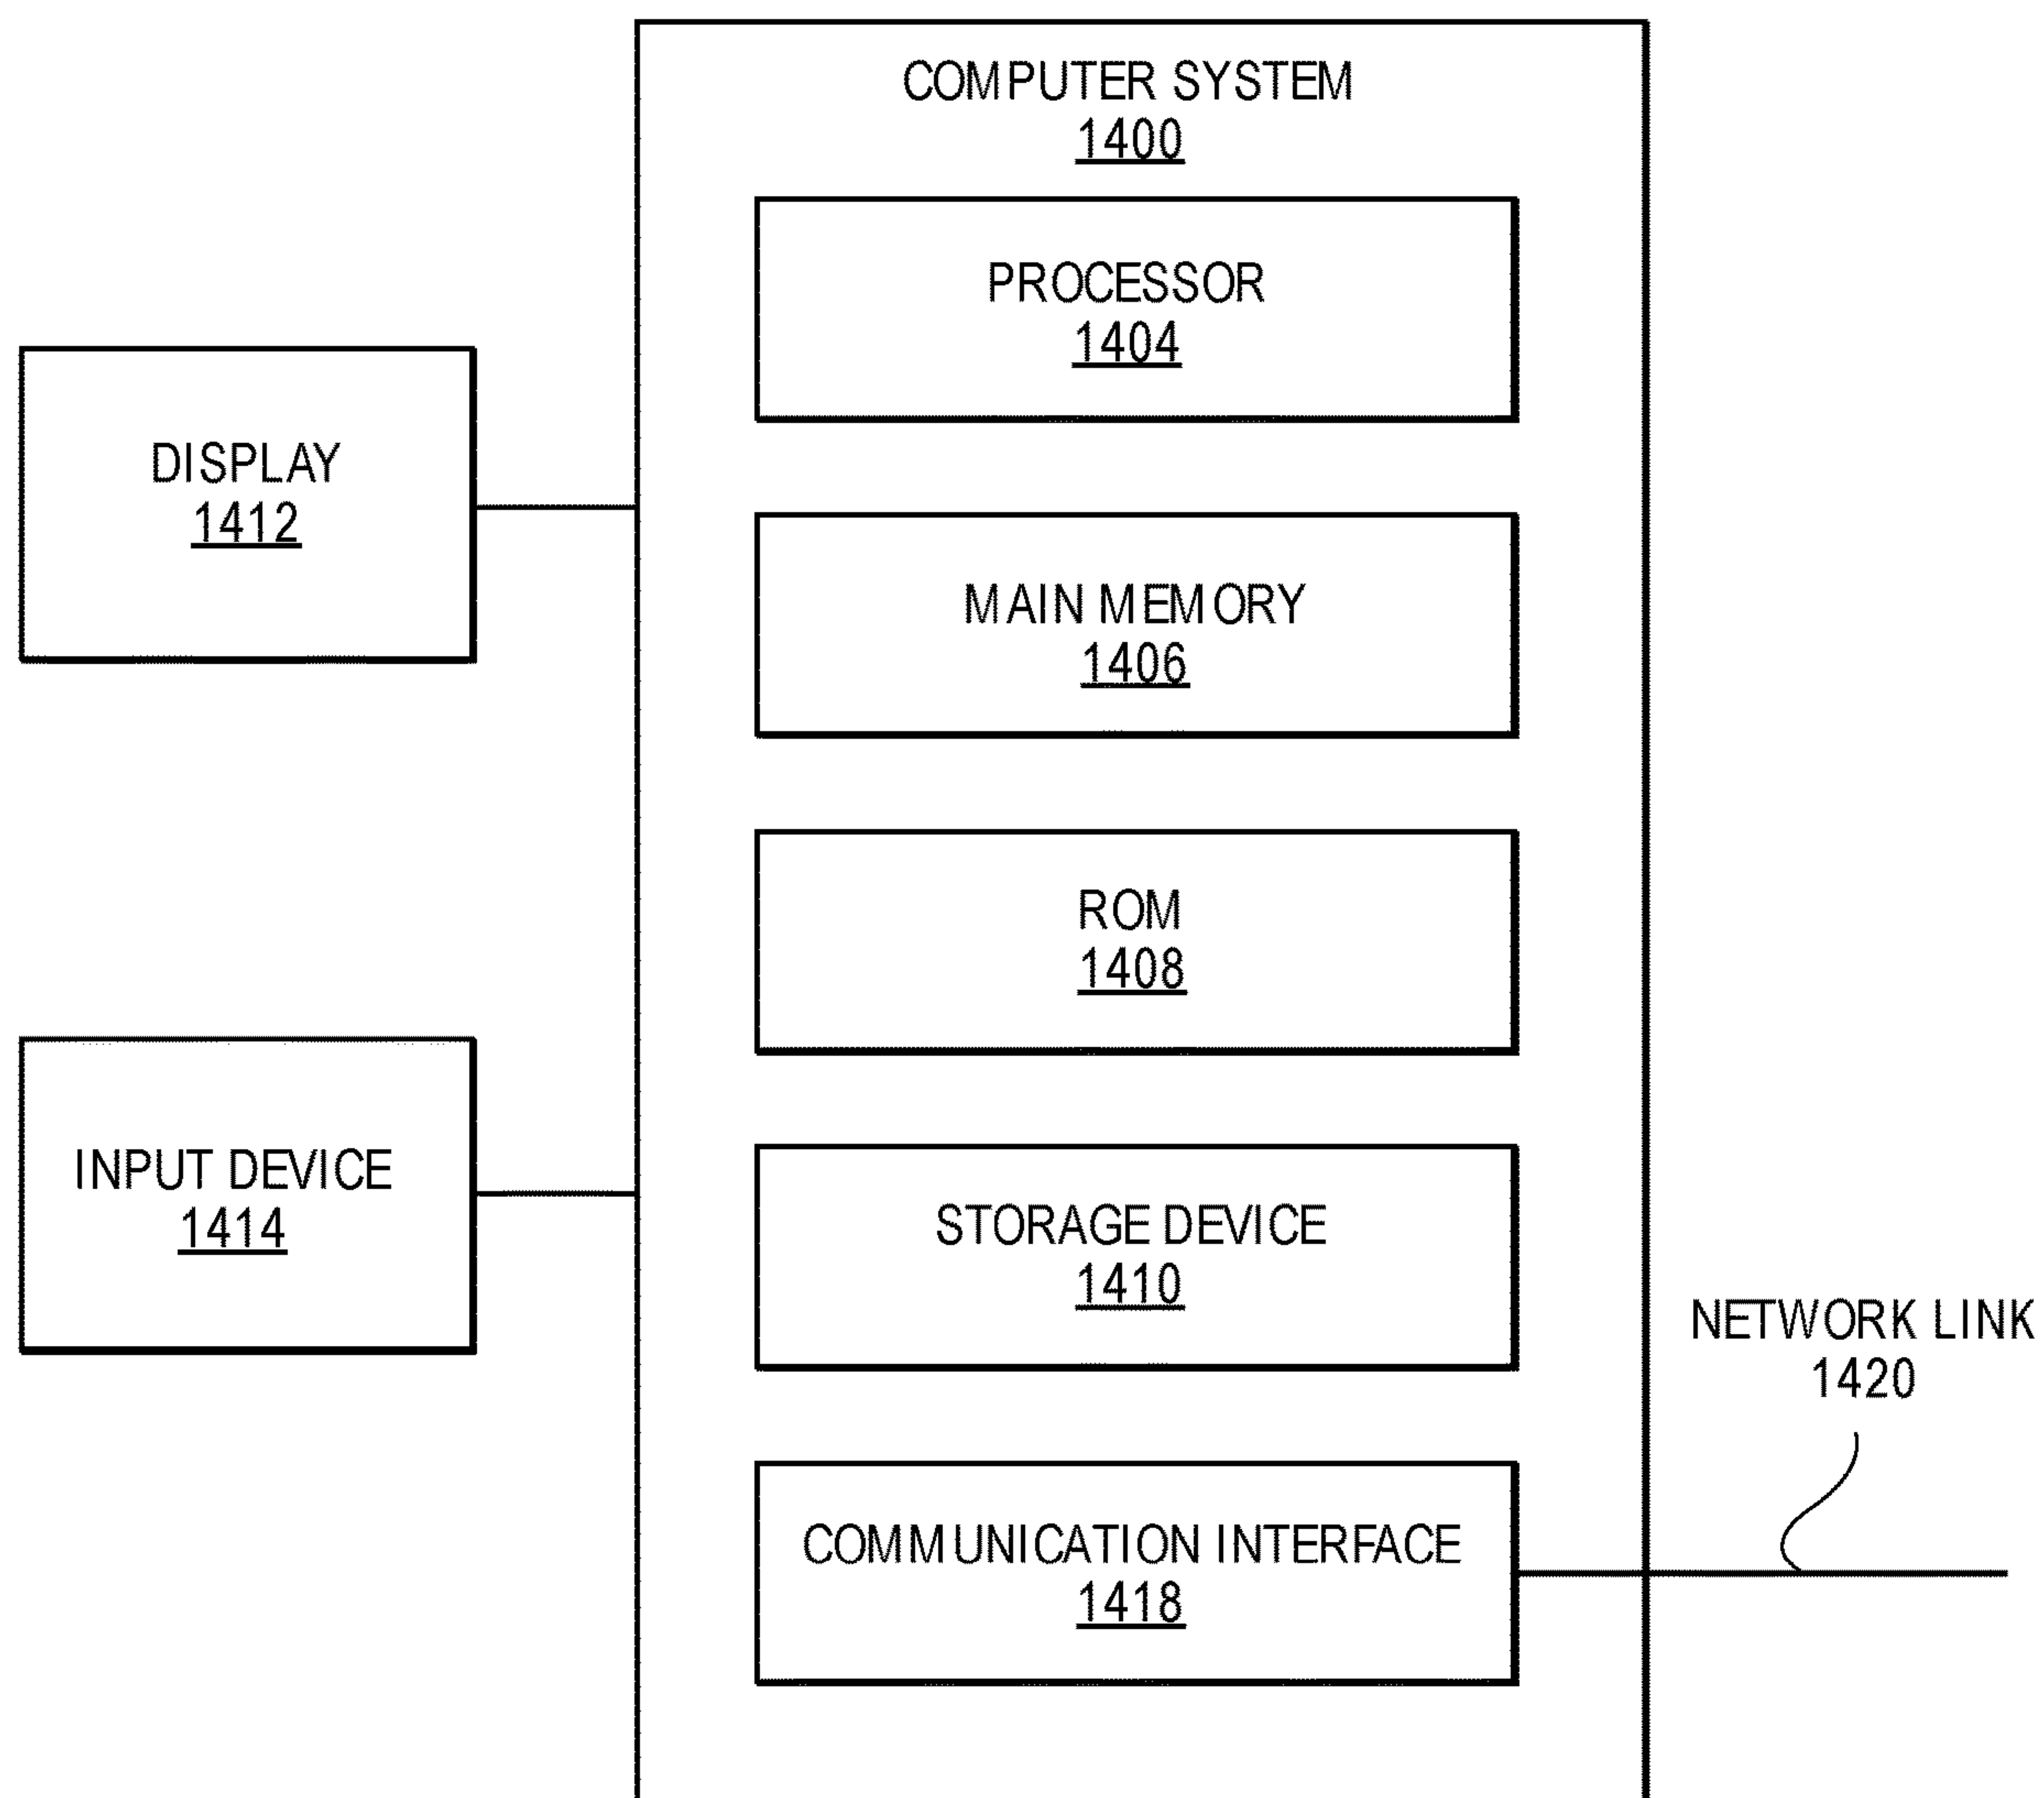 COMPUTER SYSTEM
1400
PROCESSOR
1404
DISPLAY
1412
MAIN MEMORY
1406
ROM
1408
INPUT DEVICE
1414
STORAGE DEVICE
1410
NETWORK LINK
1420
COMMUNICATION INTERFACE
1418